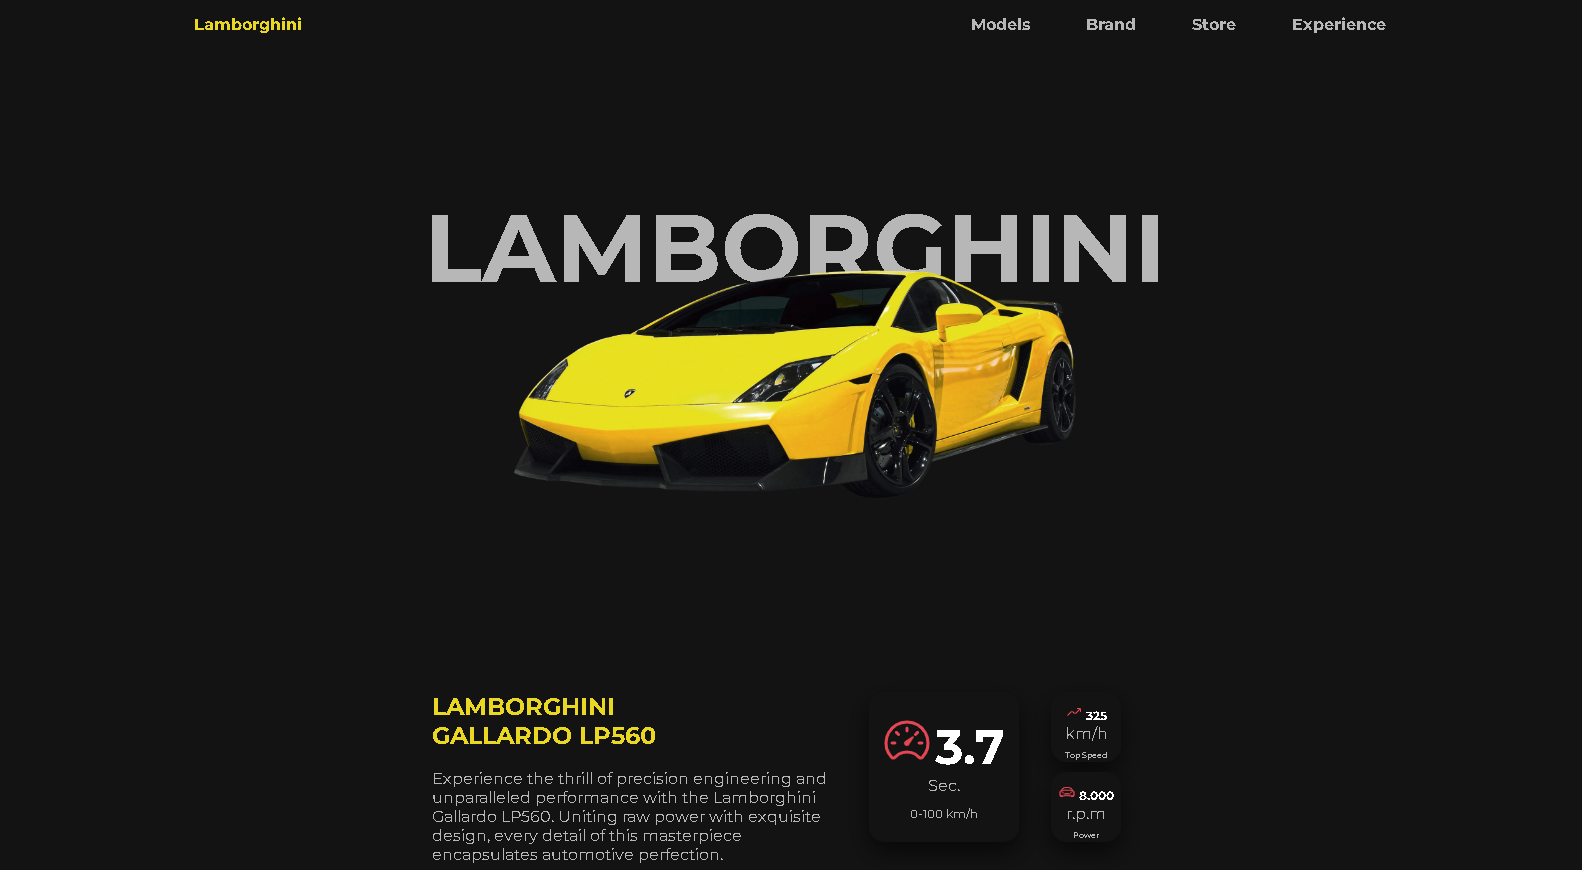 Lamborghini
Models
Brand
Store
Experience
LAMBORGHINI
LAMBORGHINI
GALLARDO LP560
Experience the thrill of precision engineering and
unparalleled performance with the Lamborghini
Gallardo LP560. Uniting raw power with exquisite
design, every detail of this masterpiece
encapsulates automotive perfection.
3.7
Sec.
0-100 km/h
325
km/h
Top Speed
8.000
r.p.m
Power